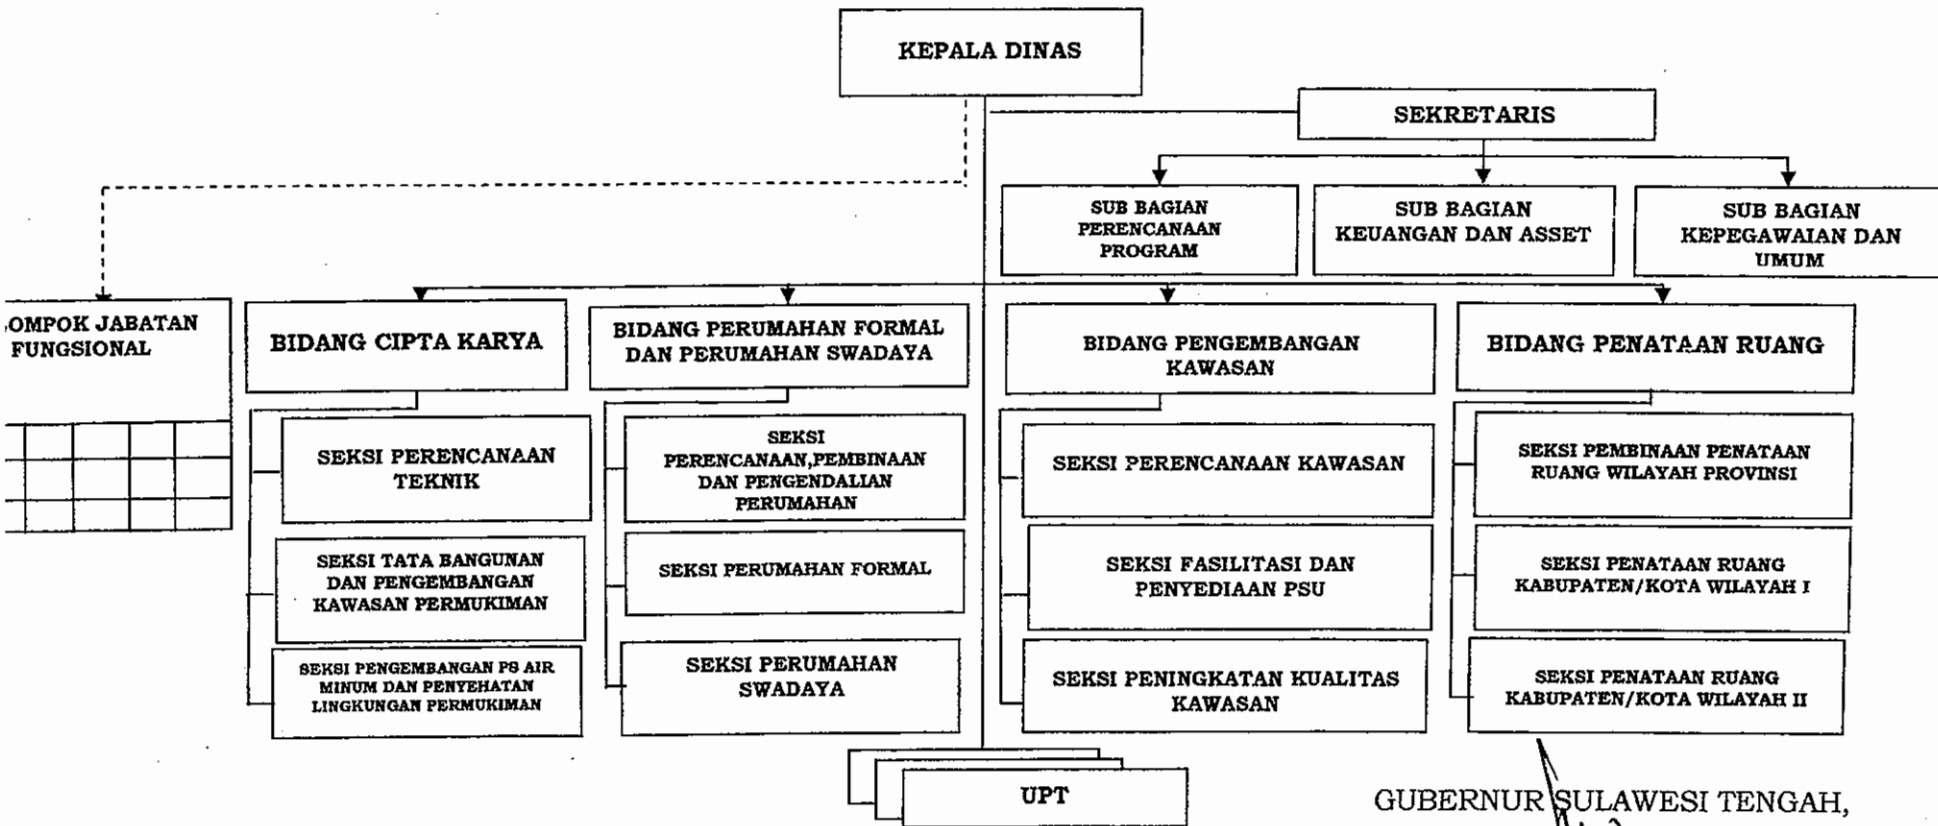 KEPALA DINAS
SEKRETARIS
SUB BAGIAN
PERENCANAAN
PROGRAM
SUB BAGIAN
KEUANGAN DAN ASSET
SUB BAGIAN
KEPEGAWAIAN DAN
UMUM
OMPOK JABATAN
FUNGSIONAL
BIDANG CIPTA KARYA
BIDANG PERUMAHAN FORMAL
DAN PERUMAHAN SWADAYA
BIDANG PENGEMBANGAN
KAWASAN
BIDANG PENATAAN RUANG
SEKSI PERENCANAAN
TEKNIK
SEKSI TATA BANGUNAN
DAN PENGEMBANGAN
KAWASAN PERMUKIMAN
SEKSI PENGEMBANGAN PS AIR
MINUM DAN PENYEHATAN
LINGKUNGAN PERMUKIMAN
SEKSI
PERENCANAAN,PEMBINAAN
DAN PENGENDALIAN
PERUMAHAN
SEKSI PERUMAHAN FORMAL
SEKSI PERUMAHAN
SWADAYA
SEKSI PERENCANAAN KAWASAN
SEKSI FASILITASI DAN
PENYEDIAAN PSU
SEKSI PENINGKATAN KUALITAS
KAWASAN
SEKSI PEMBINAAN PENATAAN
RUANG WILAYAH PROVINSI
SEKSI PENATAAN RUANG
KABUPATEN/KOTA WILAYAH I
SEKSI PENATAAN RUANG
KABUPATEN/KOTA WILAYAH II
UPT
GUBERNUR SULAWESI TENGAH,